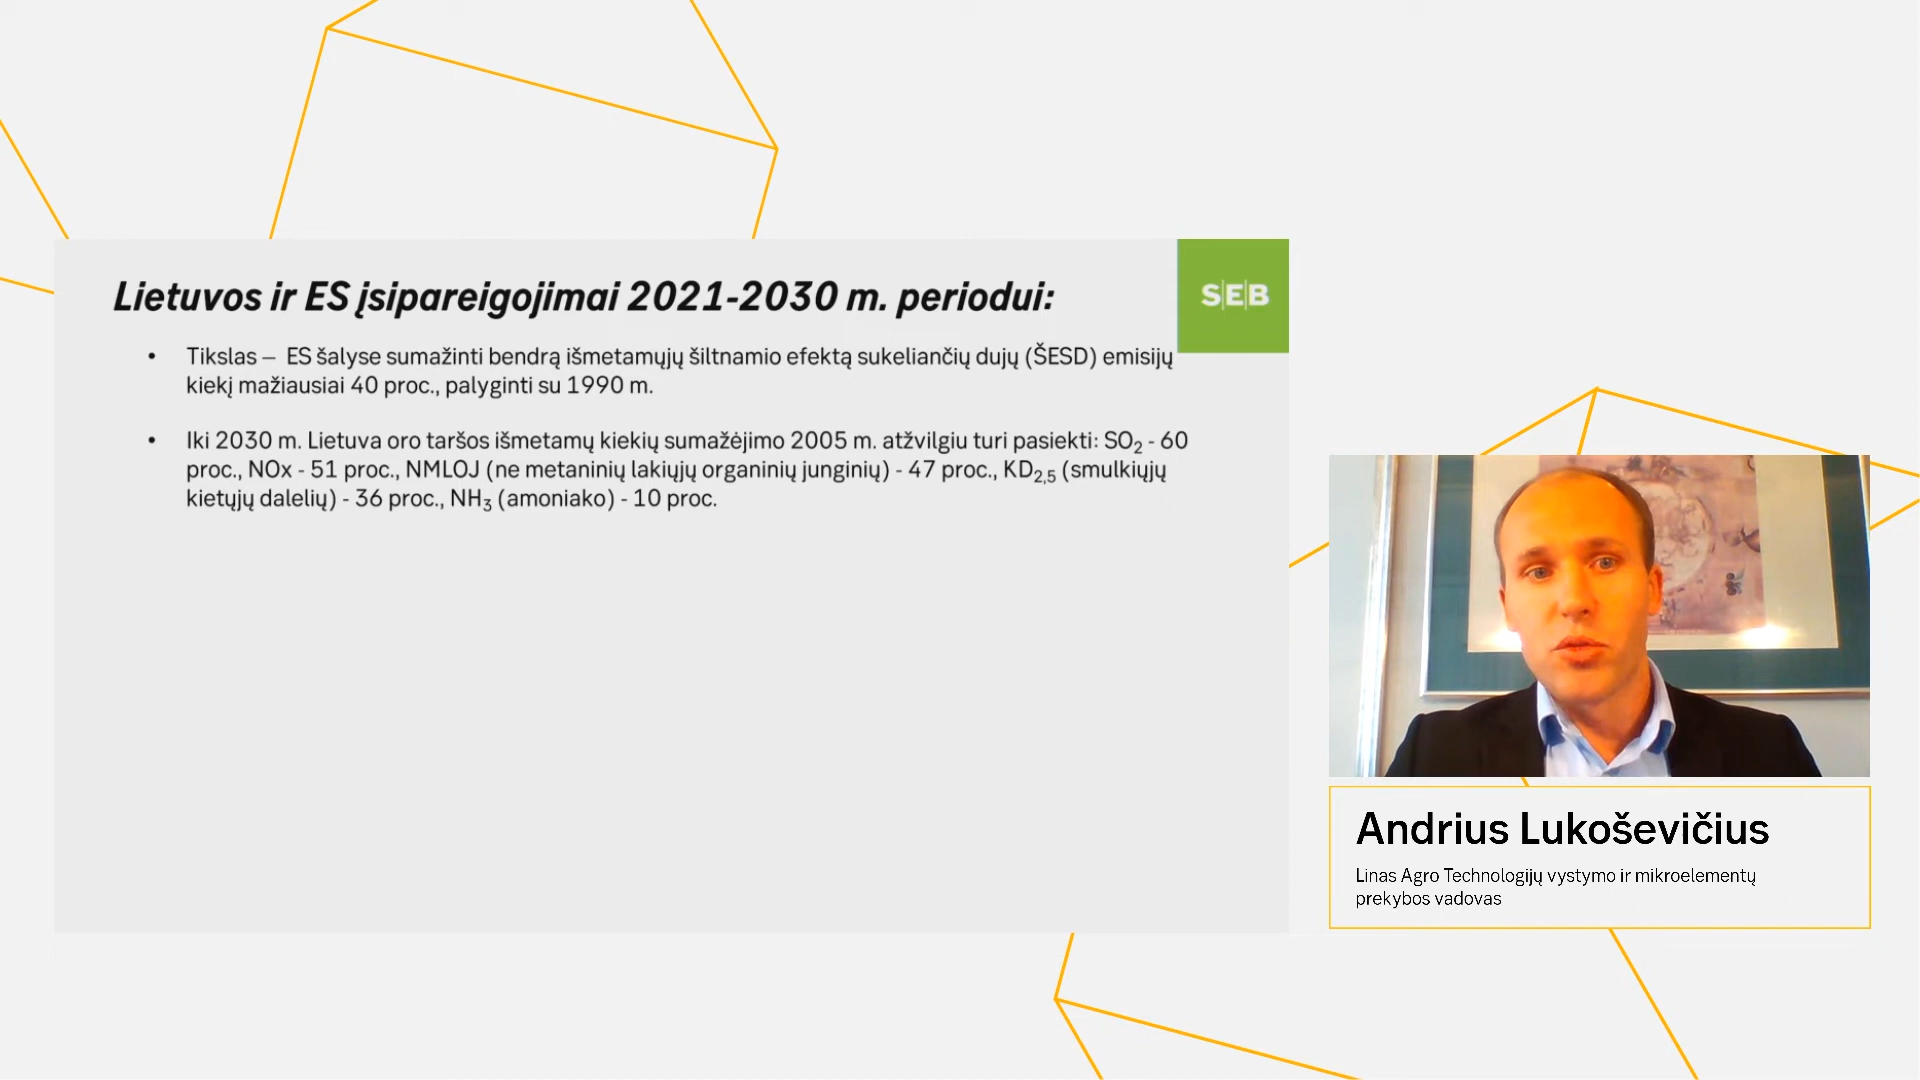 Lietuvos ir ES įsipareigojimai 2021-2030 m. periodui:
SEB
• Tikslas – ES šalyse sumažinti bendrą išmetamųjų šiltnamio efektą sukeliančių dujų (ŠESD) emisijų
kiekį mažiausiai 40 proc., palyginti su 1990 m.
• Iki 2030 m. Lietuva oro taršos išmetamų kiekių sumažėjimo 2005 m. atžvilgiu turi pasiekti: SO₂ - 60
proc., NOx - 51 proc., NMLOJ (ne metaninių lakiųjų organinių junginių) - 47 proc., KD₂,₅ (smulkiųjų
kietųjų dalelių) - 36 proc., NH₃ (amoniako) - 10 proc.
Andrius Lukoševičius
Linas Agro Technologijų vystymo ir mikroelementų
prekybos vadovas